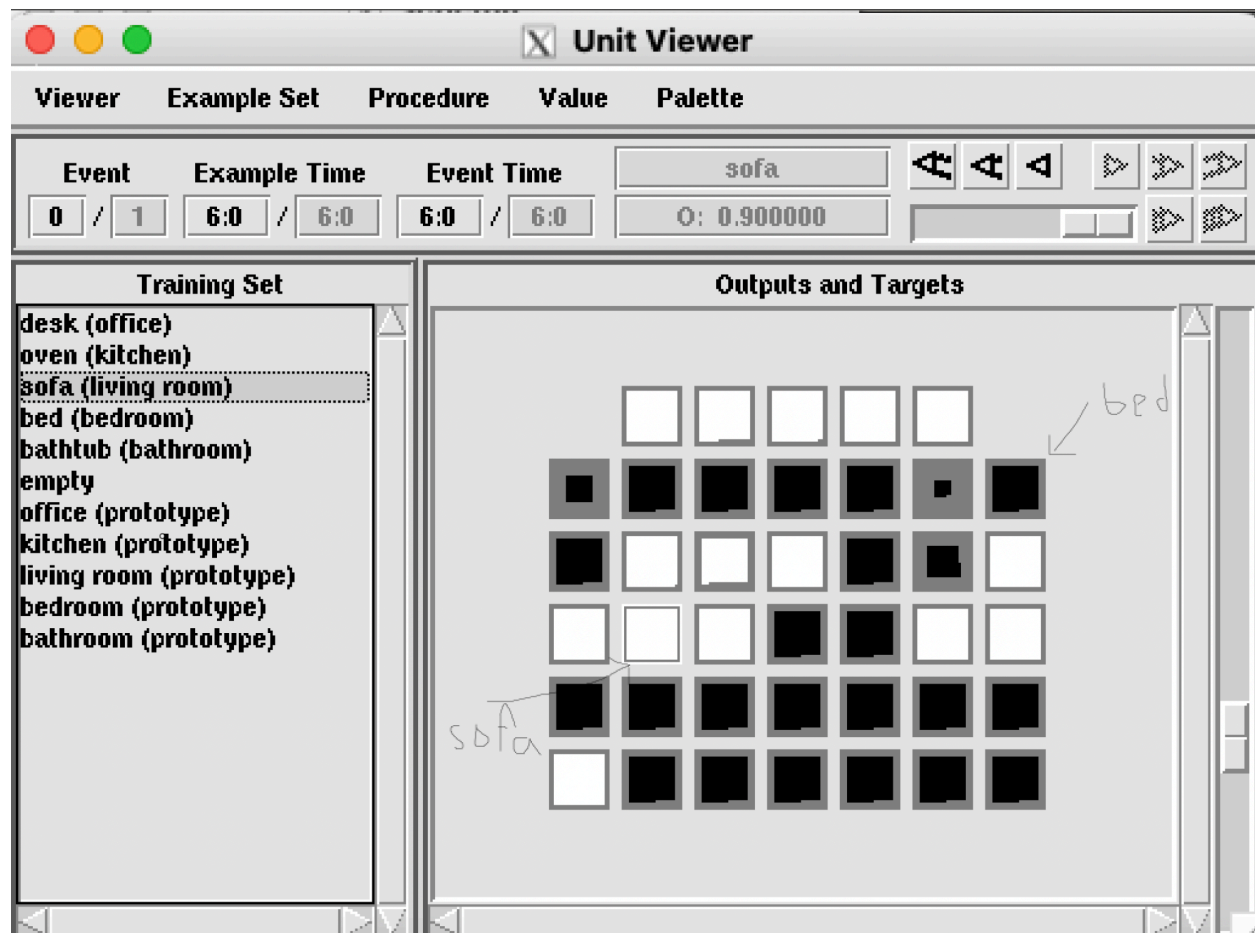 Unit Viewer
Viewer Example Set Procedure Value Palette
Event Example Time Event Time sofa
0 / 1 6:0 / 6:0 6:0 / 6:0 O: 0.900000
Training Set
desk (office)
oven (kitchen)
sofa (living room)
bed (bedroom)
bathtub (bathroom)
empty
office (prototype)
kitchen (prototype)
living room (prototype)
bedroom (prototype)
bathroom (prototype)
Outputs and Targets
bed
sofa